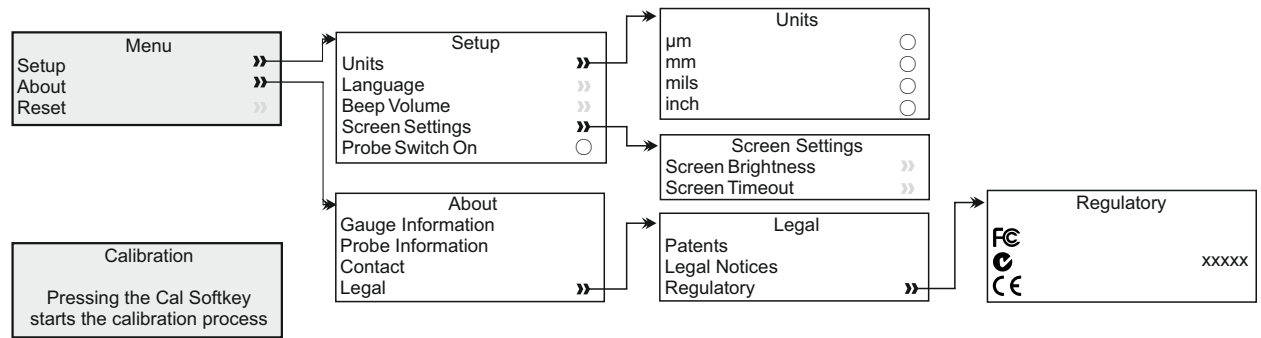 Menu
Setup
About
Reset
Setup
Units
Language
Beep Volume
Screen Settings
Probe Switch On
Units
µm
mm
mils
inch
Screen Settings
Screen Brightness
Screen Timeout
About
Gauge Information
Probe Information
Contact
Legal
Legal
Patents
Legal Notices
Regulatory
Regulatory
FC
xxxxx
CE
Calibration
Pressing the Cal Softkey
starts the calibration process